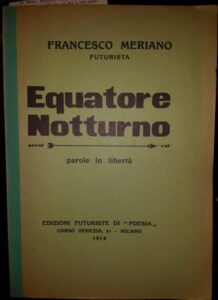 FRANCESCO MERIANO
FUTURISTA
Equatore
Notturno
parole in libertà
EDIZIONI FUTURISTE DI "POESIA"
CORSO VENEZIA, 61 - MILANO
1916